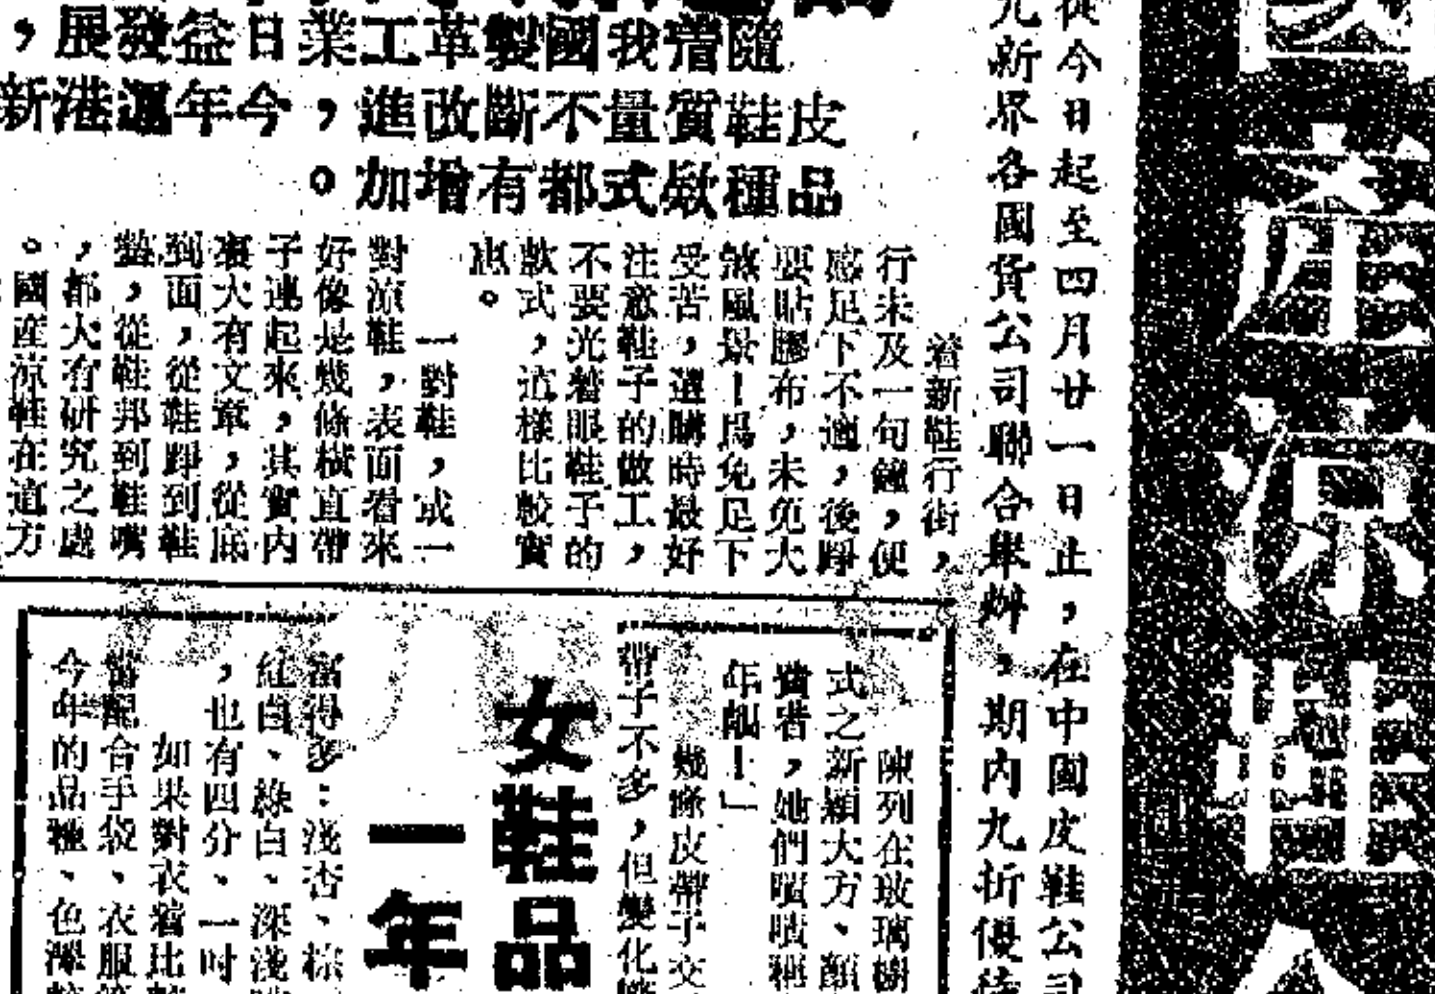 國產凉鞋
從今日起至四月廿一日止，在中國皮鞋公司
新界各國貨公司聯合舉辦，期內九折優待
隨着我國製革工業日益發展，
皮鞋質量不斷改進，今年運港新
品種欵式都有增加。
着新鞋行街，
行未及一句鐘，便
感足下不適，後踭
要貼膠布，未免大
煞風景！爲免足下
受苦，選購時最好
注意鞋子的做工，
不要光着眼鞋子的
欵式，這樣比較實
惠。
一對鞋，成一
對涼鞋，表面看來
好像是幾條橫直帶
子連起來，其實內
裏大有文章，從底
到面，從鞋踭到鞋
墊，從鞋邦到鞋嘴
，都大有研究之處
。國產涼鞋在這方
陳列在玻璃櫥
式之新穎大方、顏
費者，她們嘖嘖稱
年靚！」
幾條皮帶子交
帶子不多，但變化
女鞋品
一年
富得多：淺杏、棕
紅白、綠白、深淺
，也有四分、一吋
如果對衣着比較
當配合手袋、衣服
今年的品種、色澤較